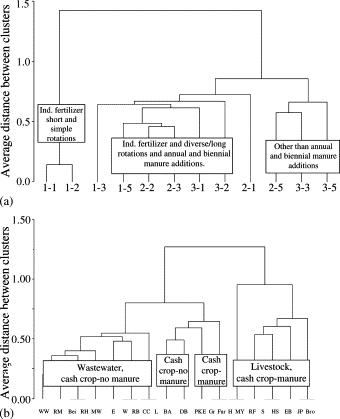 Average distance between clusters
1.5
1.0
0.5
0.0
Ind. fertilizer
short and
simple
rotations
Ind. fertilizer and diverse/long
rotations and annual and biennial
manure additions.
Other than annual
and biennial manure
additions
1-1 1-2 1-3 1-5 2-2 2-3 3-1 3-2 2-1 2-5 3-3 3-5
(a)
Average distance between clusters
1.50
1.00
0.50
0.00
Wastewater,
cash crop-no manure
Cash
crop-no
manure
Cash
crop-
manure
Livestock,
cash crop-manure
WW RM Bei RH MW E W RB CC L BA DB PKE Gr Fur H MY RF S HS EB JP Bro
(b)